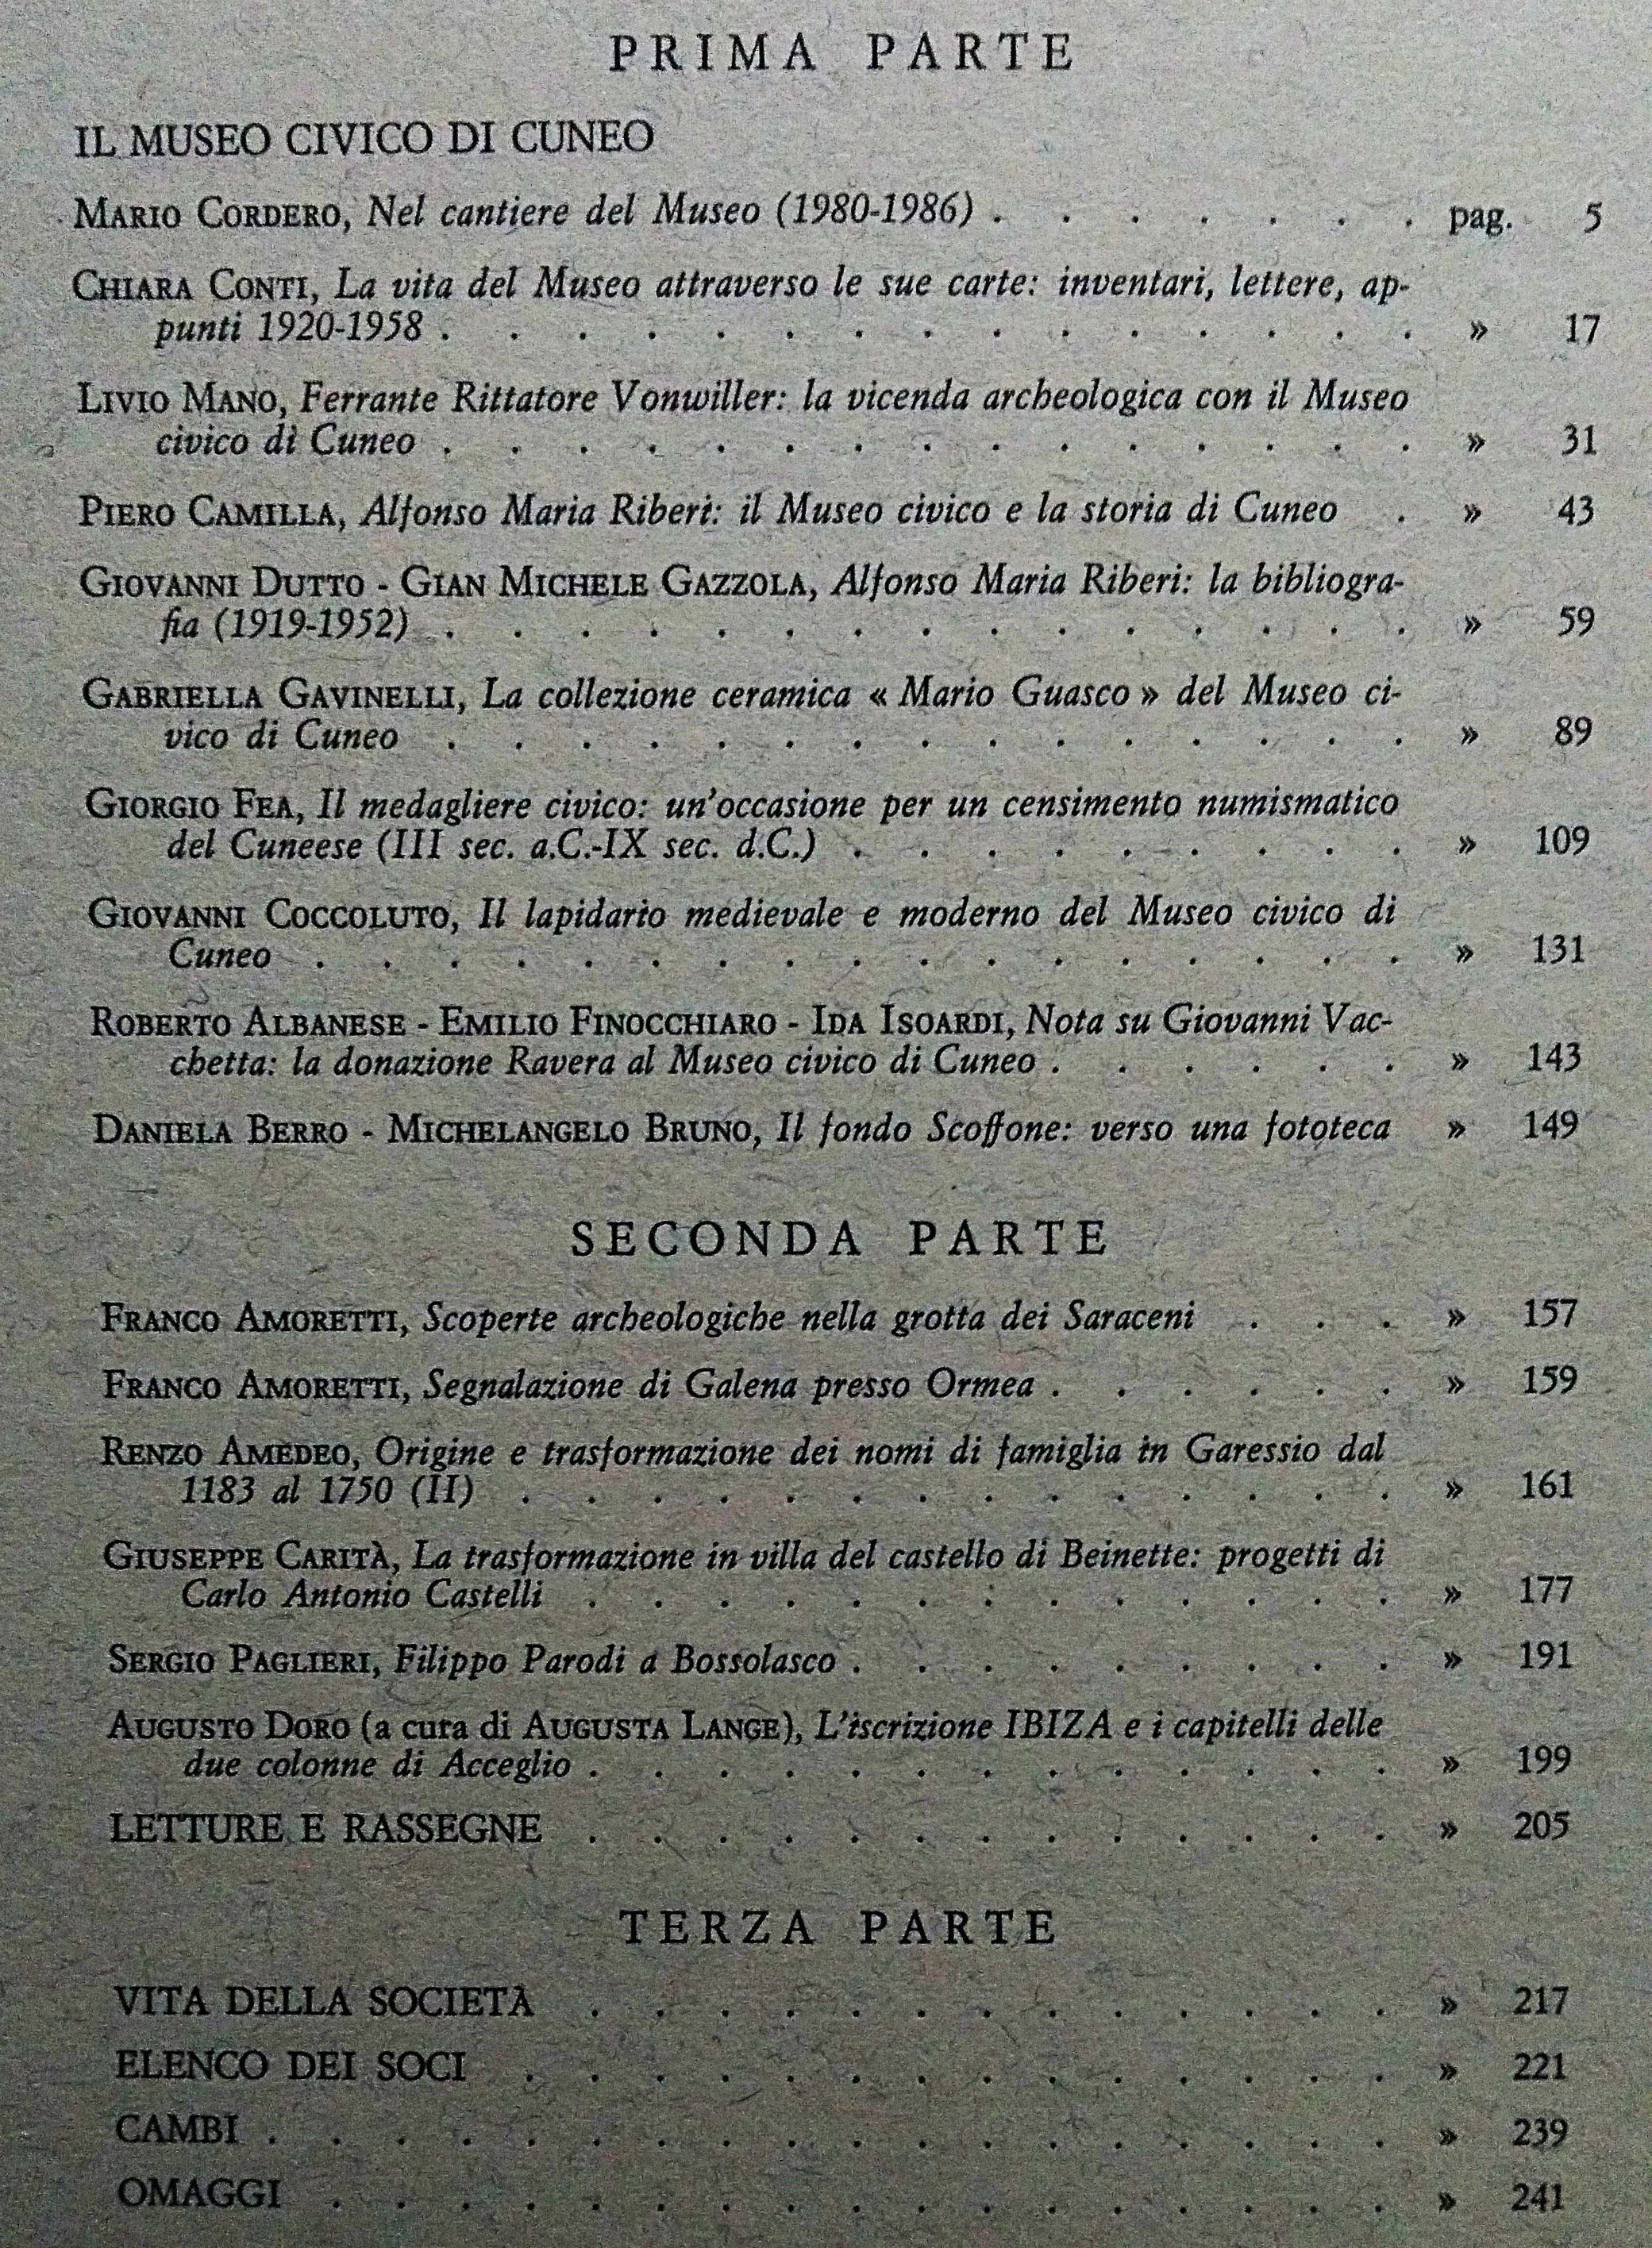 PRIMA PARTE
IL MUSEO CIVICO DI CUNEO
MARIO CORDERO, Nel cantiere del Museo (1980-1986) . . . . . . . pag. 5
CHIARA CONTI, La vita del Museo attraverso le sue carte: inventari, lettere, ap-
punti 1920-1958 . . . . . . . . . . . . . . . » 17
LIVIO MANO, Ferrante Rittatore Vonwiller: la vicenda archeologica con il Museo
civico di Cuneo . . . . . . . . . . . . . . . » 31
PIERO CAMILLA, Alfonso Maria Riberi: il Museo civico e la storia di Cuneo . » 43
GIOVANNI DUTTO - GIAN MICHELE GAZZOLA, Alfonso Maria Riberi: la bibliogra-
fia (1919-1952) . . . . . . . . . . . . . . . » 59
GABRIELLA GAVINELLI, La collezione ceramica « Mario Guasco » del Museo ci-
vico di Cuneo . . . . . . . . . . . . . . . » 89
GIORGIO FEA, Il medagliere civico: un'occasione per un censimento numismatico
del Cuneese (III sec. a.C.-IX sec. d.C.) . . . . . . . . . » 109
GIOVANNI COCCOLUTO, Il lapidario medievale e moderno del Museo civico di
Cuneo . . . . . . . . . . . . . . . . . » 131
ROBERTO ALBANESE - EMILIO FINOCCHIARO - IDA ISOARDI, Nota su Giovanni Vac-
chetta: la donazione Ravera al Museo civico di Cuneo . . . . . . » 143
DANIELA BERRO - MICHELANGELO BRUNO, Il fondo Scoffone: verso una fototeca » 149
SECONDA PARTE
FRANCO AMORETTI, Scoperte archeologiche nella grotta dei Saraceni . . . » 157
FRANCO AMORETTI, Segnalazione di Galena presso Ormea . . . . . . » 159
RENZO AMEDEO, Origine e trasformazione dei nomi di famiglia in Garessio dal
1183 al 1750 (II) . . . . . . . . . . . . . . » 161
GIUSEPPE CARITÀ, La trasformazione in villa del castello di Beinette: progetti di
Carlo Antonio Castelli . . . . . . . . . . . . . » 177
SERGIO PAGLIERI, Filippo Parodi a Bossolasco . . . . . . . . . » 191
AUGUSTO DORO (a cura di AUGUSTA LANGE), L'iscrizione IBIZA e i capitelli delle
due colonne di Acceglio . . . . . . . . . . . . . » 199
LETTURE E RASSEGNE . . . . . . . . . . . . . » 205
TERZA PARTE
VITA DELLA SOCIETÀ . . . . . . . . . . . . . » 217
ELENCO DEI SOCI . . . . . . . . . . . . . . » 221
CAMBI . . . . . . . . . . . . . . . . . . » 239
OMAGGI . . . . . . . . . . . . . . . . . » 241